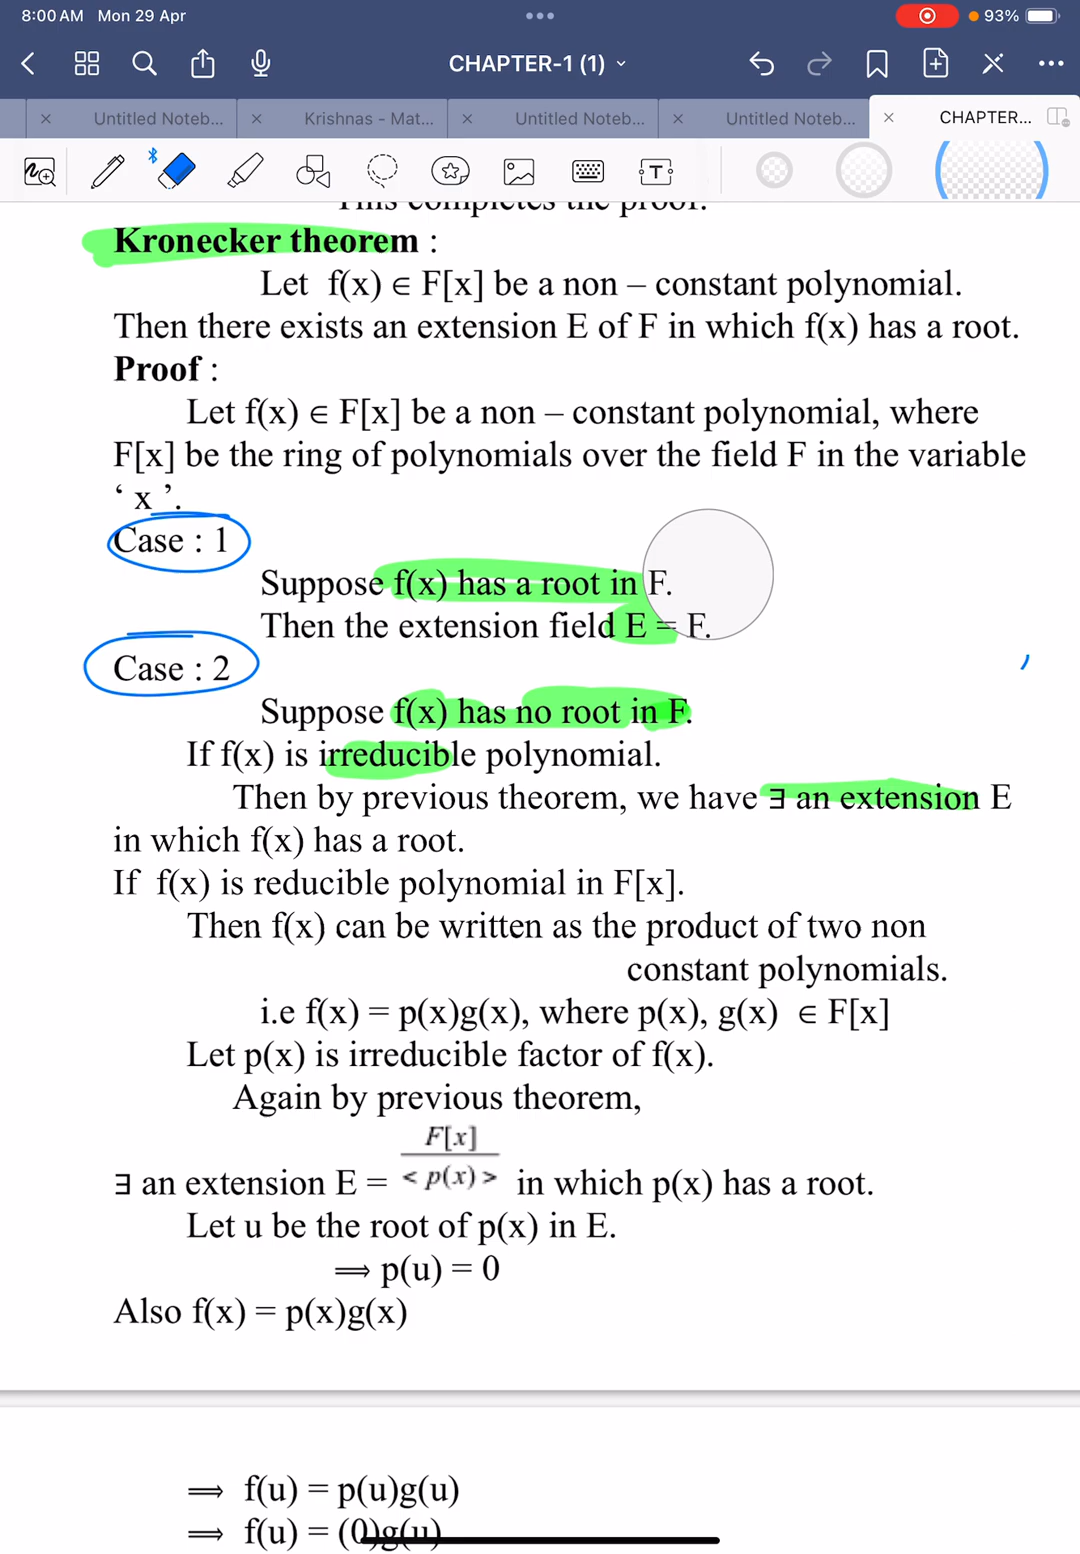 8:00 AM Mon 29 Apr
93%
CHAPTER-1 (1)
Untitled Noteb...
Krishnas - Mat...
Untitled Noteb...
Untitled Noteb...
CHAPTER...
T
This completes the proof.
Kronecker theorem :
Let f(x) ∈ F[x] be a non – constant polynomial.
Then there exists an extension E of F in which f(x) has a root.
Proof :
Let f(x) ∈ F[x] be a non – constant polynomial, where
F[x] be the ring of polynomials over the field F in the variable
‘ x ’.
Case : 1
Suppose f(x) has a root in F.
Then the extension field E = F.
Case : 2
Suppose f(x) has no root in F.
If f(x) is irreducible polynomial.
Then by previous theorem, we have ∃ an extension E
in which f(x) has a root.
If f(x) is reducible polynomial in F[x].
Then f(x) can be written as the product of two non
constant polynomials.
i.e f(x) = p(x)g(x), where p(x), g(x) ∈ F[x]
Let p(x) is irreducible factor of f(x).
Again by previous theorem,
∃ an extension E = F[x] / < p(x) > in which p(x) has a root.
Let u be the root of p(x) in E.
⟹ p(u) = 0
Also f(x) = p(x)g(x)
⟹ f(u) = p(u)g(u)
⟹ f(u) = (0)g(u)